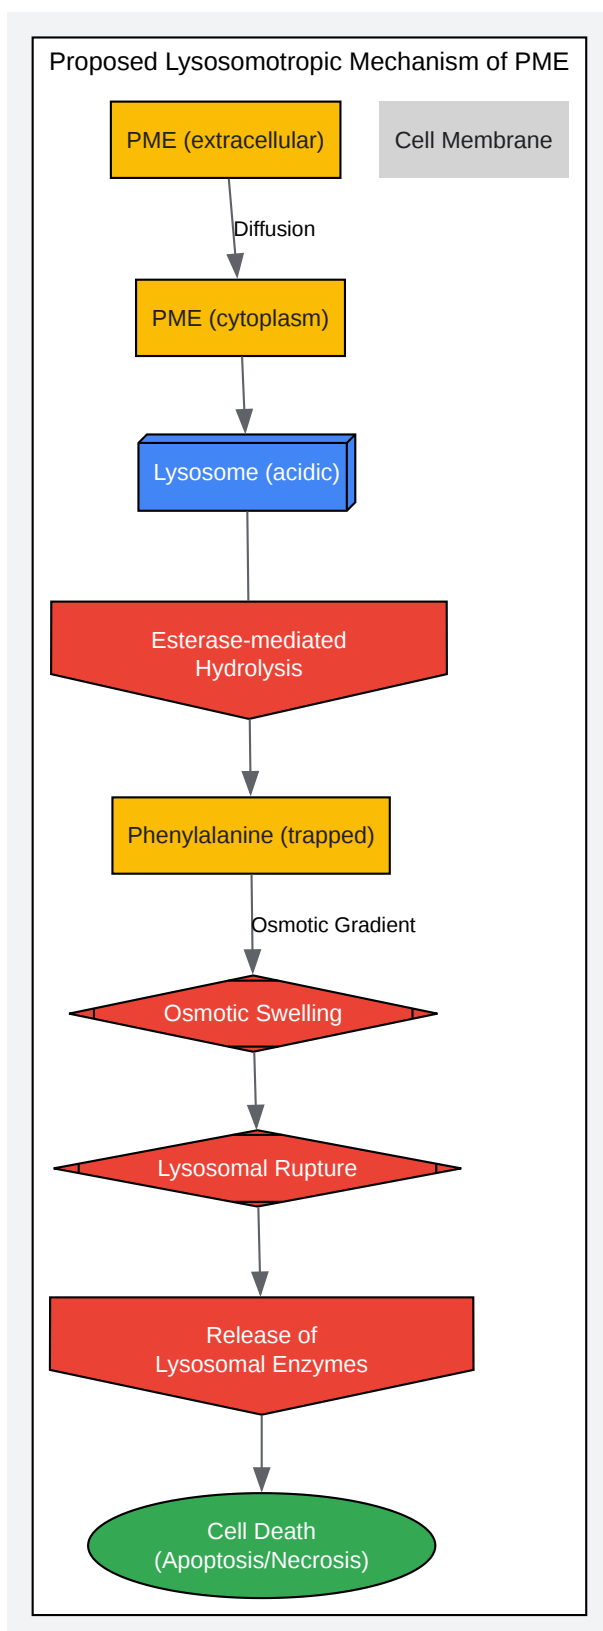 Proposed Lysosomotropic Mechanism of PME
PME (extracellular)
Cell Membrane
Diffusion
PME (cytoplasm)
Lysosome (acidic)
Esterase-mediated
Hydrolysis
Phenylalanine (trapped)
Osmotic Gradient
Osmotic Swelling
Lysosomal Rupture
Release of
Lysosomal Enzymes
Cell Death
(Apoptosis/Necrosis)